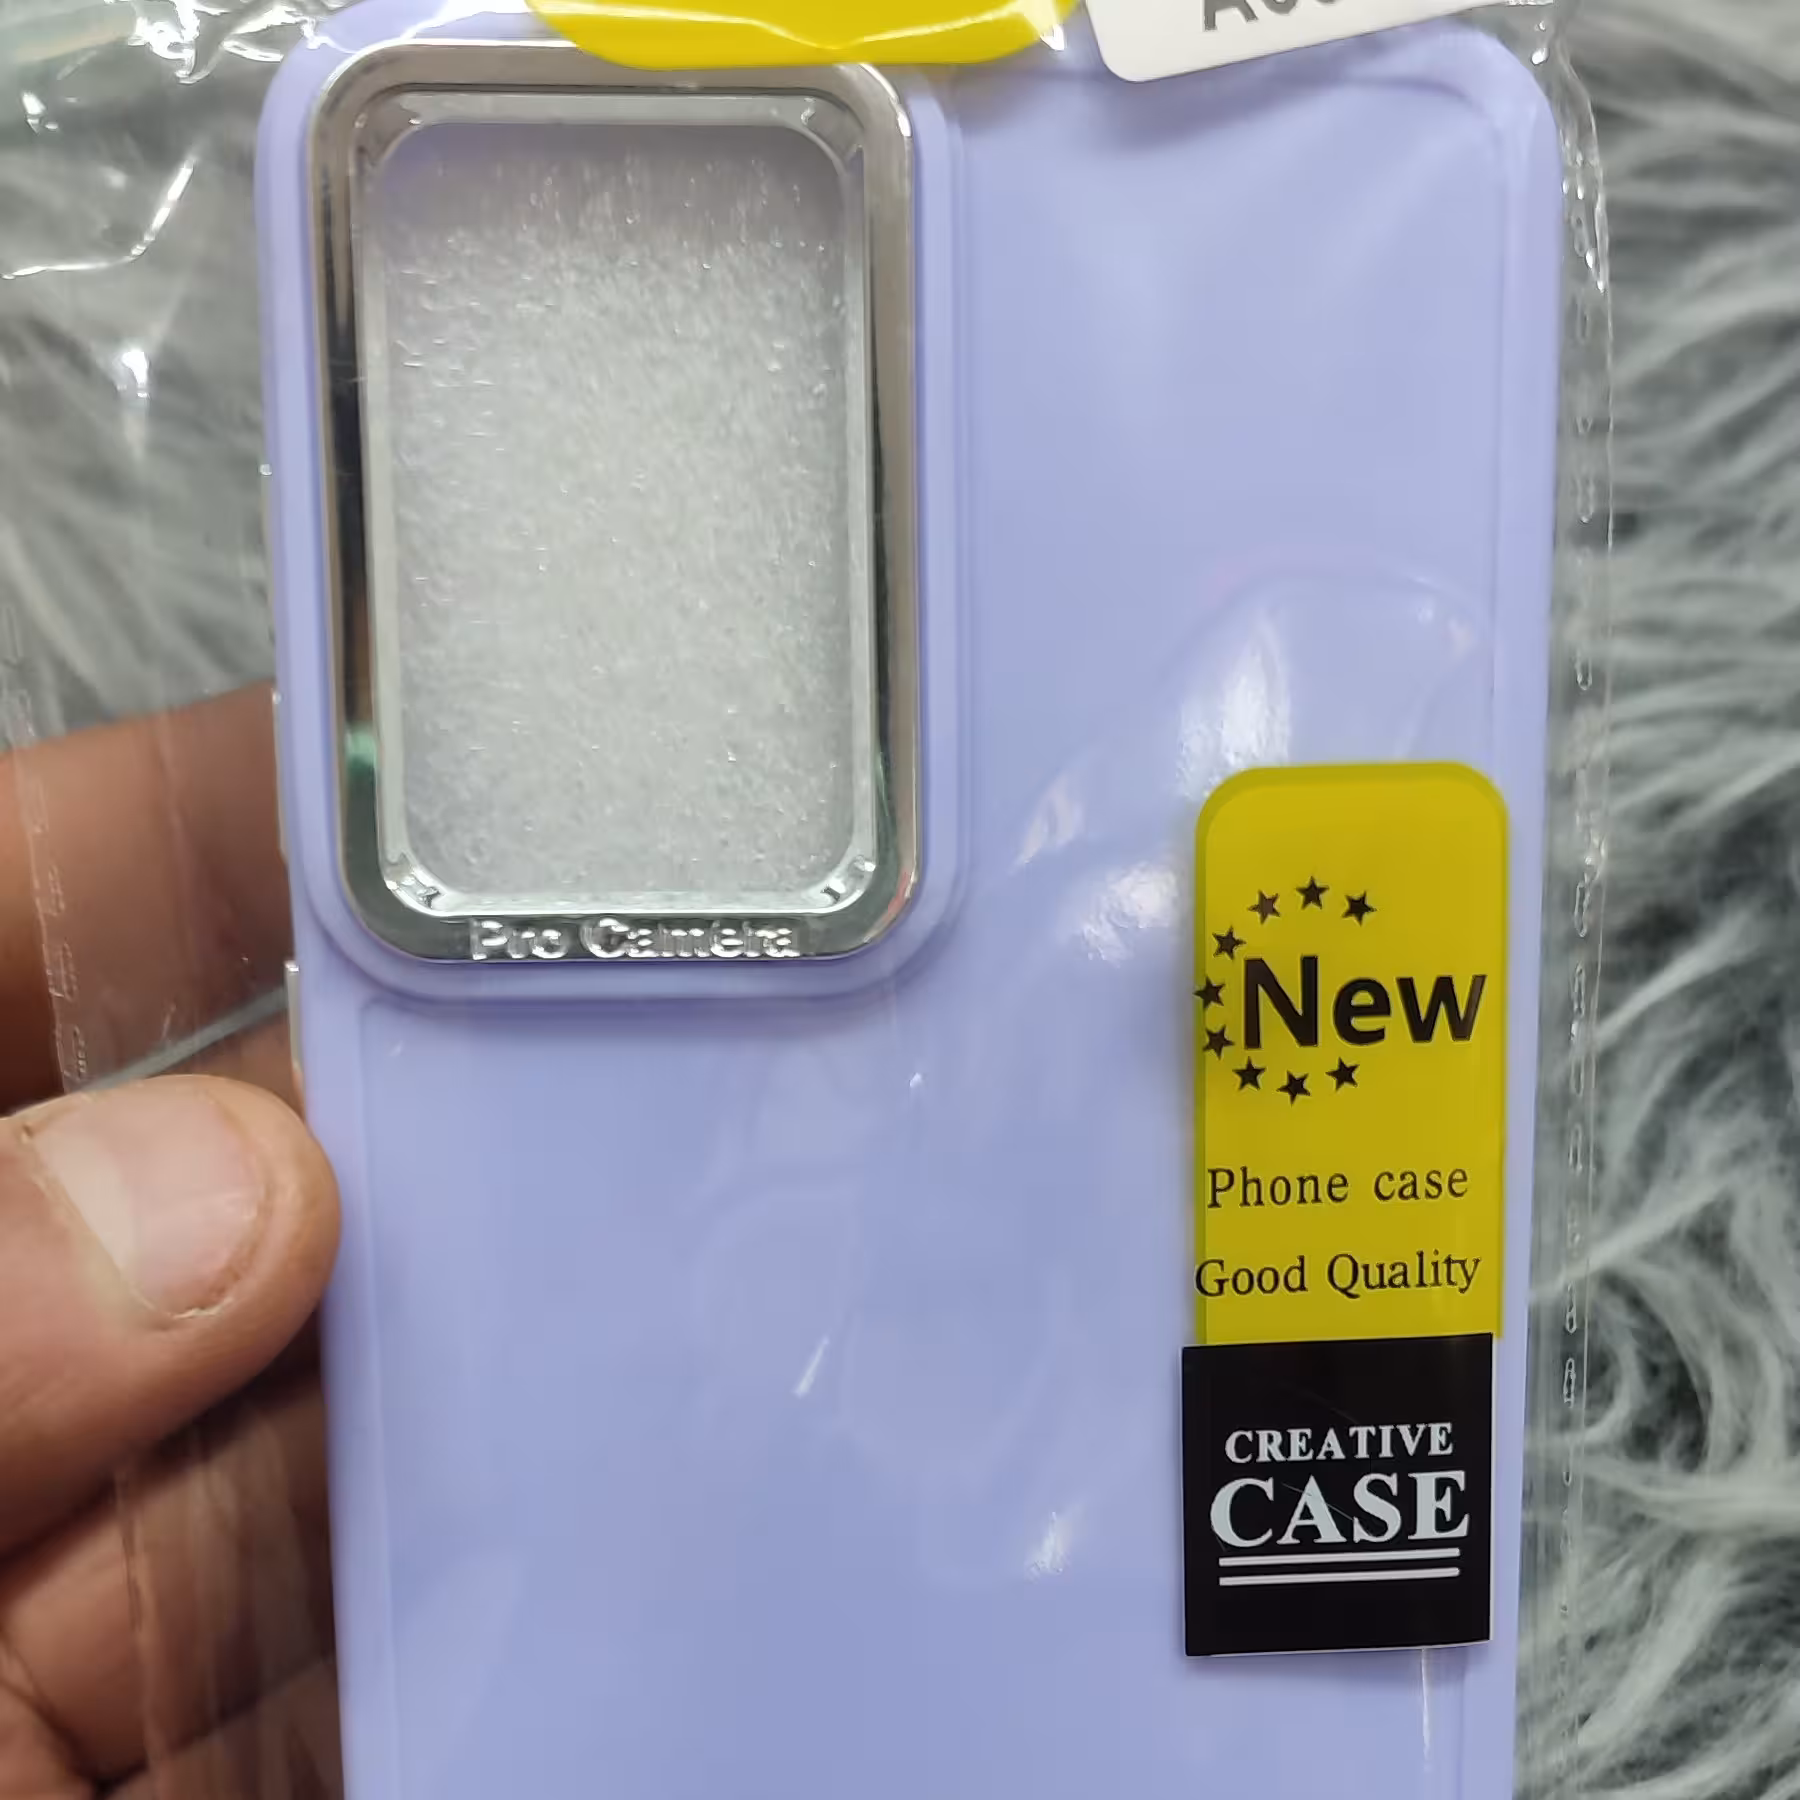 Pro Camera
New
Phone case
Good Quality
CREATIVE
CASE